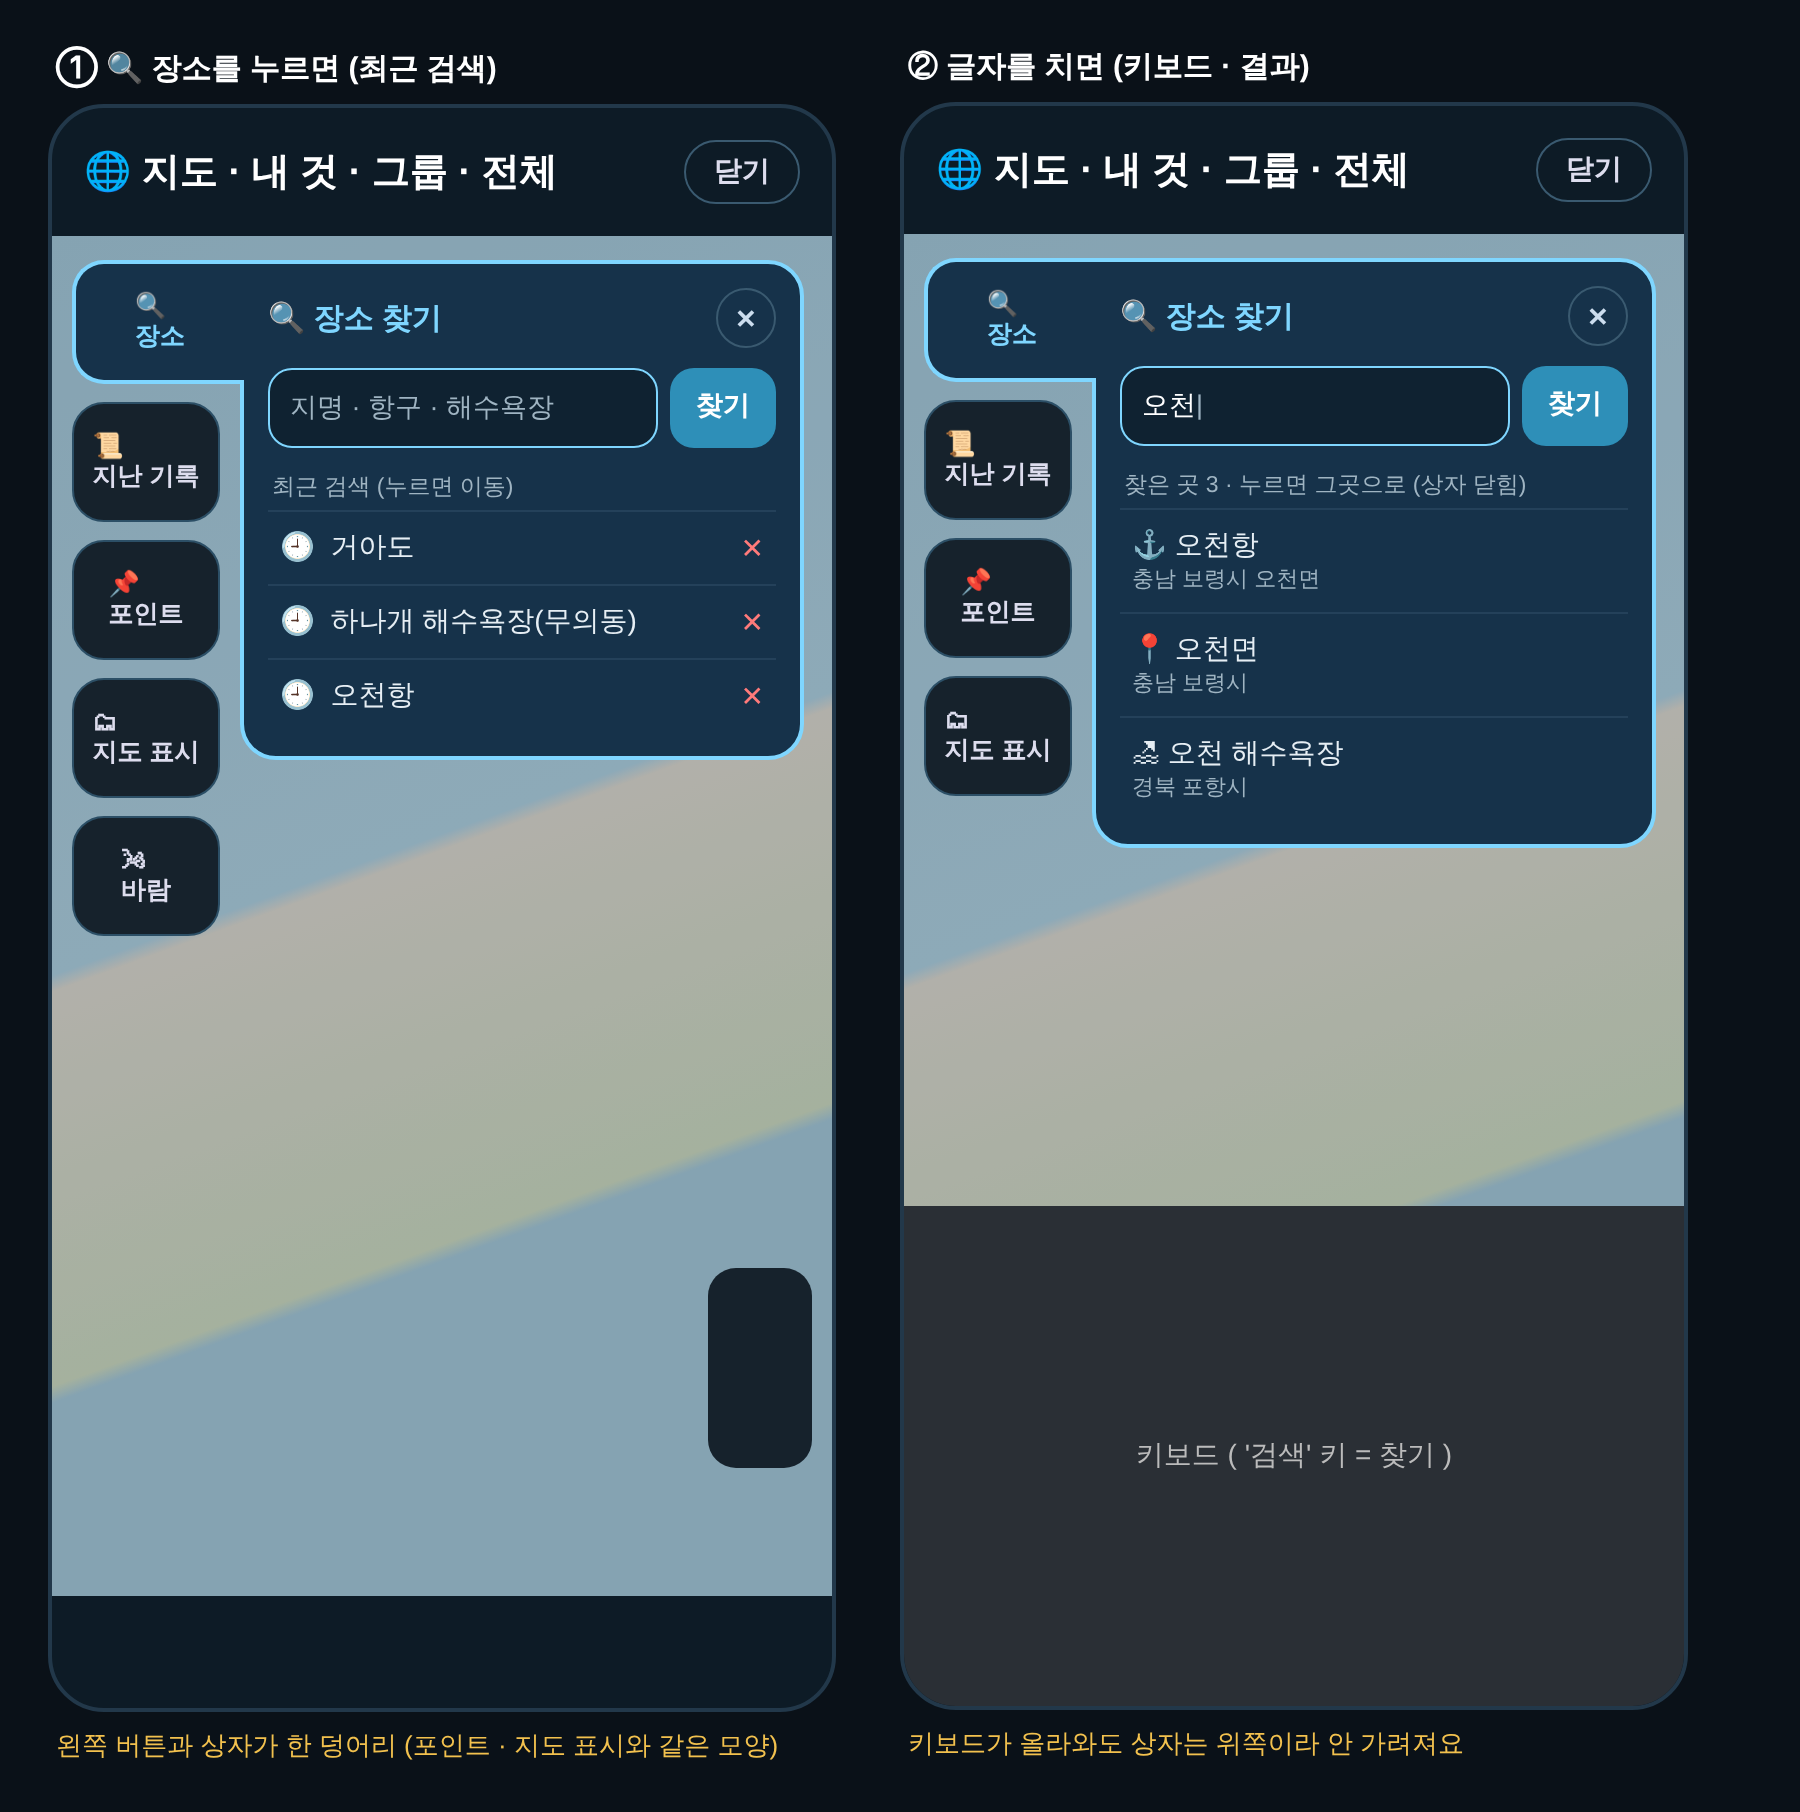 ① 🔍 장소를 누르면 (최근 검색)
🌐 지도 · 내 것 · 그룹 · 전체
닫기
🔍
장소
🔍 장소 찾기
✕
지명 · 항구 · 해수욕장
찾기
📜
지난 기록
최근 검색 (누르면 이동)
🕘 거아도 ✕
🕘 하나개 해수욕장(무의동) ✕
🕘 오천항 ✕
📌
포인트
🗂
지도 표시
🌬
바람
왼쪽 버튼과 상자가 한 덩어리 (포인트 · 지도 표시와 같은 모양)
② 글자를 치면 (키보드 · 결과)
🌐 지도 · 내 것 · 그룹 · 전체
닫기
🔍
장소
🔍 장소 찾기
✕
오천|
찾기
📜
지난 기록
찾은 곳 3 · 누르면 그곳으로 (상자 닫힘)
⚓ 오천항
충남 보령시 오천면
📍 오천면
충남 보령시
🏖 오천 해수욕장
경북 포항시
📌
포인트
🗂
지도 표시
키보드 ( '검색' 키 = 찾기 )
키보드가 올라와도 상자는 위쪽이라 안 가려져요